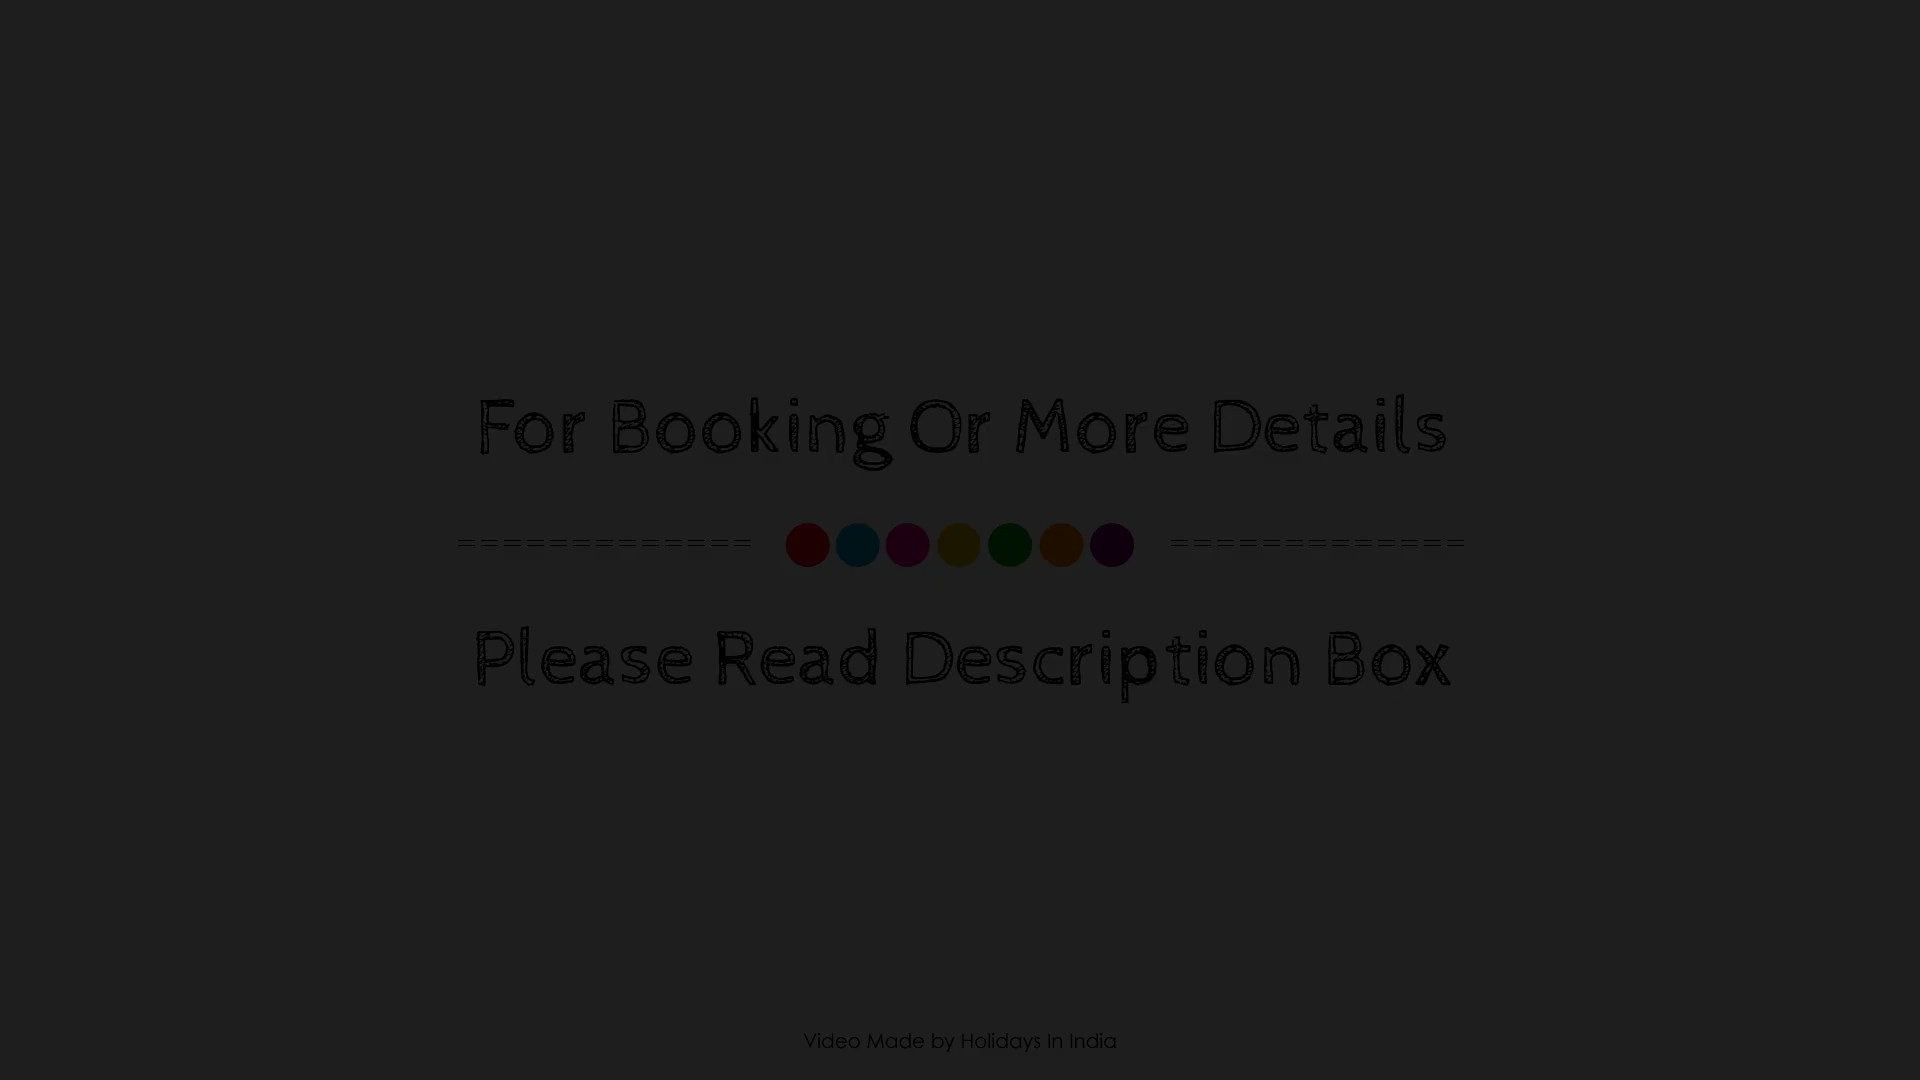 For Booking Or More Details
============= =============
Please Read Description Box
Video Made by Holidays In India